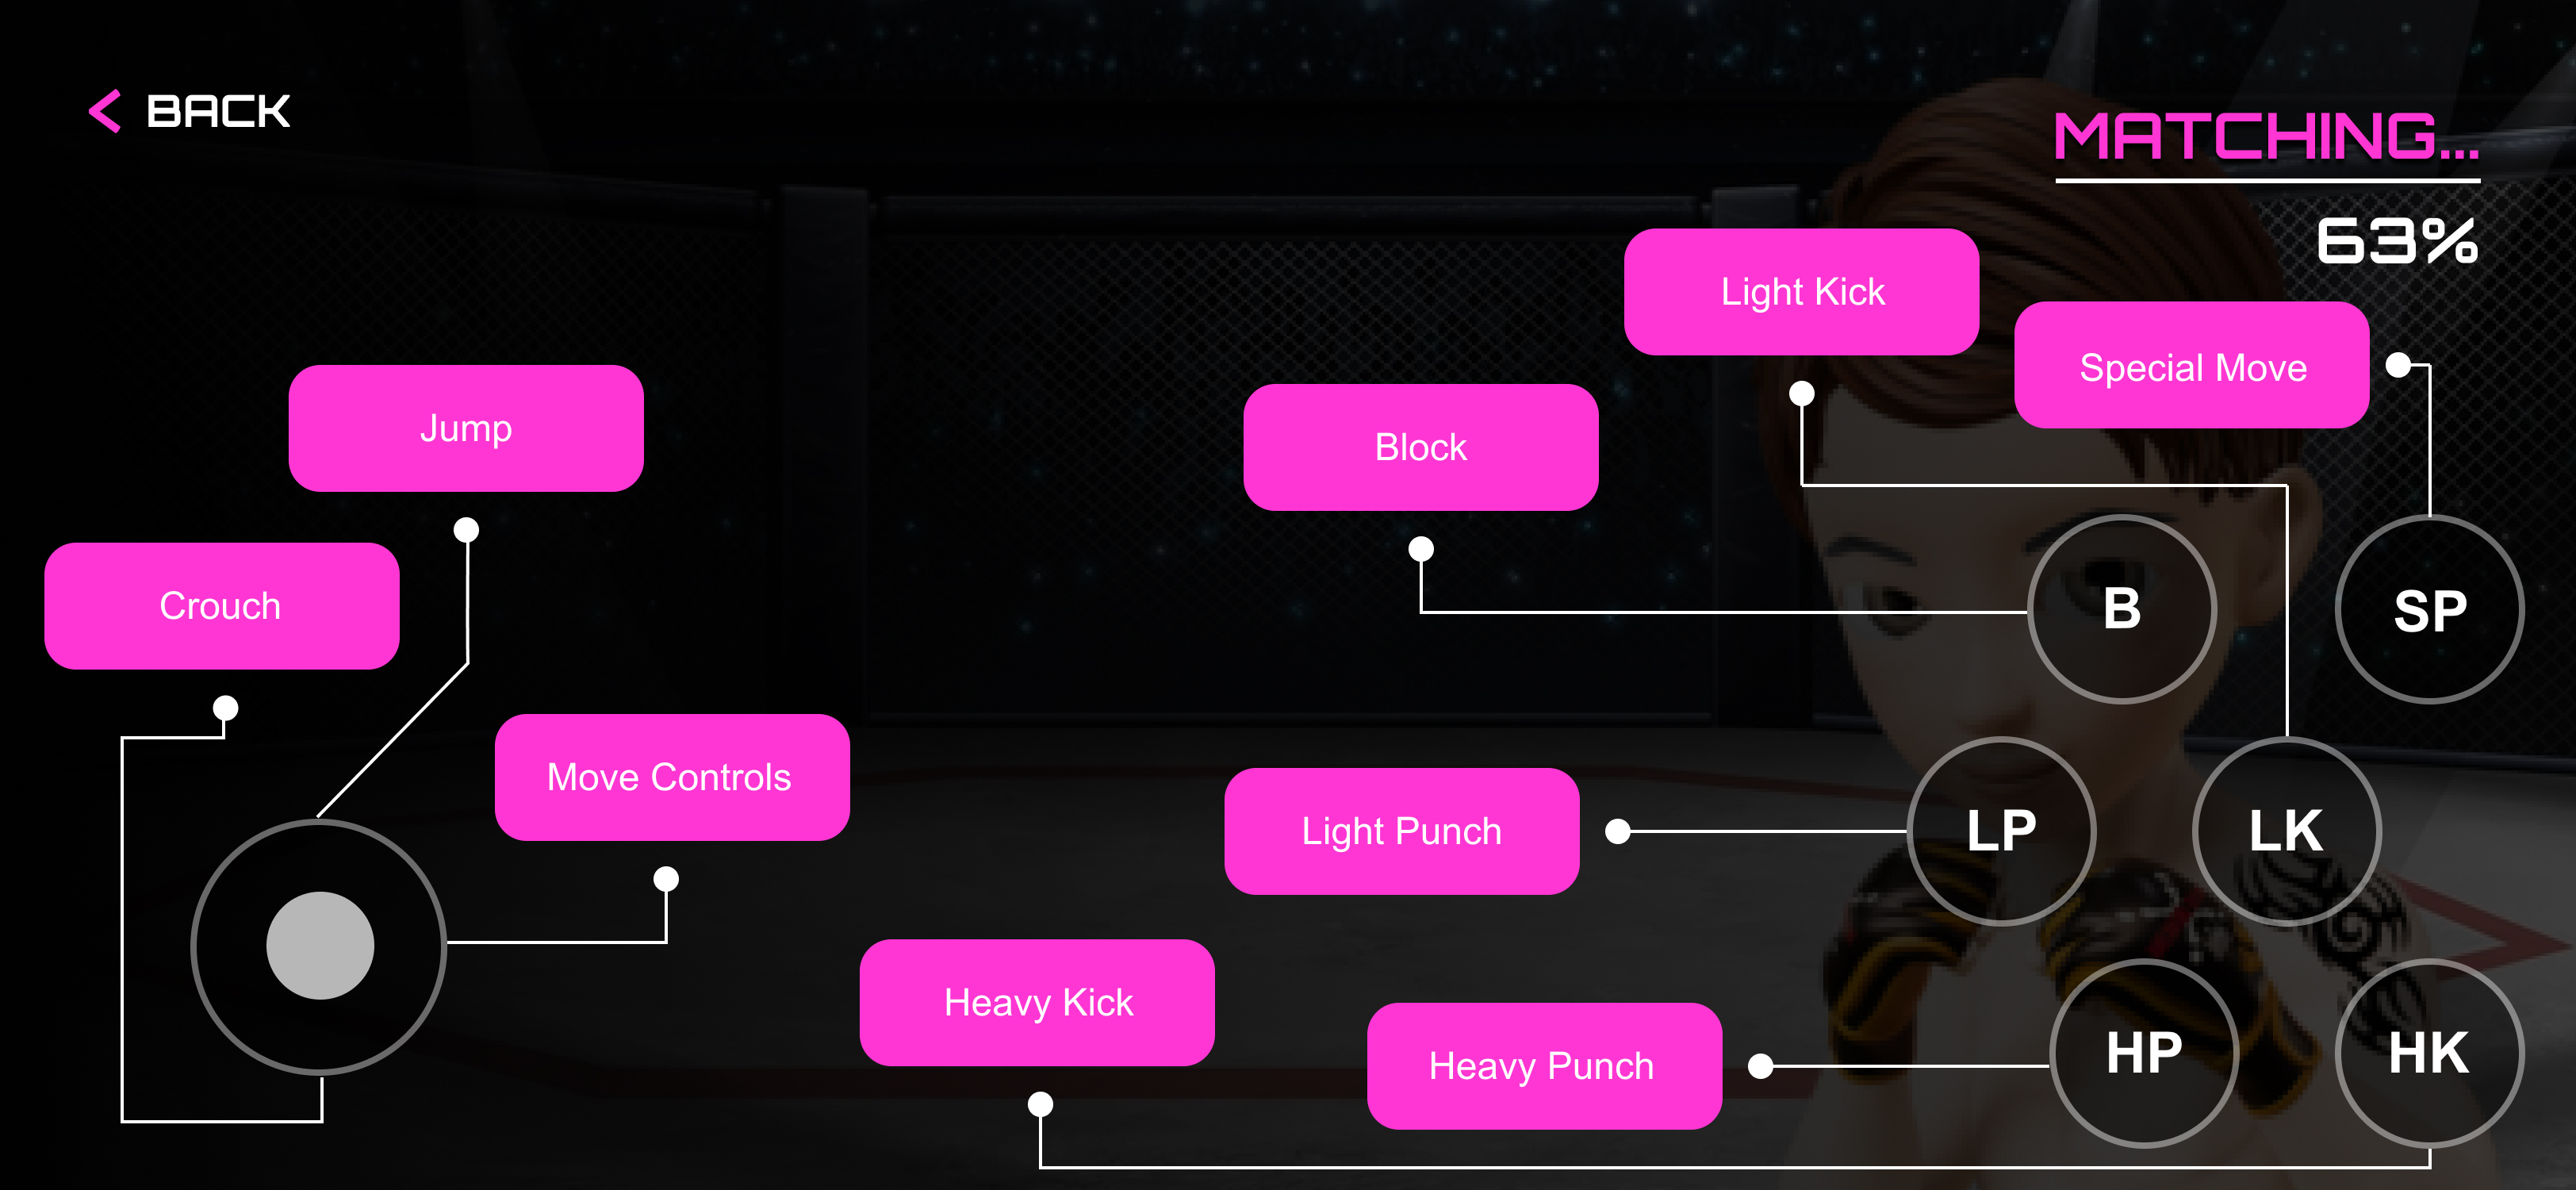 BACK
MATCHING...
63%
Light Kick
Special Move
Jump
Block
Crouch
B
SP
Move Controls
Light Punch
LP
LK
Heavy Kick
Heavy Punch
HP
HK